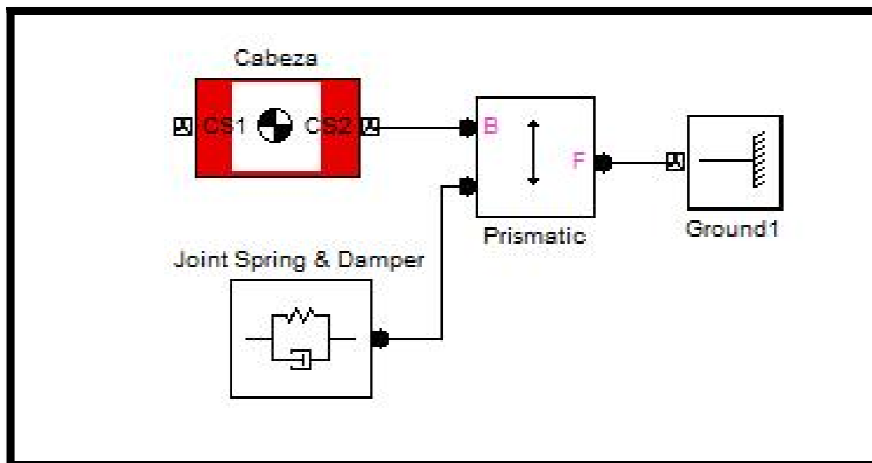 Cabeza
CS1 CS2
B
F
Prismatic
Ground1
Joint Spring & Damper